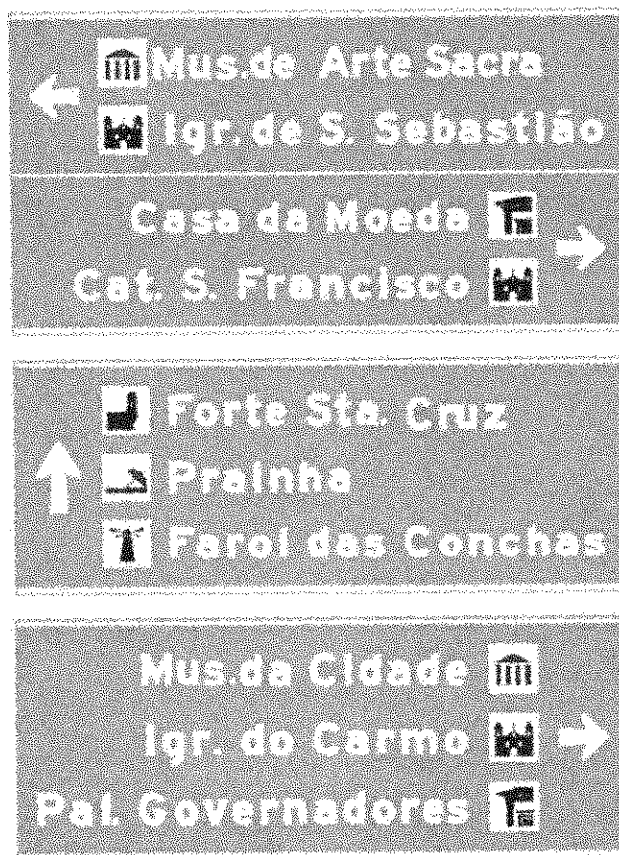 Mus.de Arte Sacra
Igr. de S. Sebastião
Casa da Moeda
Cat. S. Francisco
Forte Sta. Cruz
Prainha
Farol das Conchas
Mus.da Cidade
Igr. do Carmo
Pal. Governadores